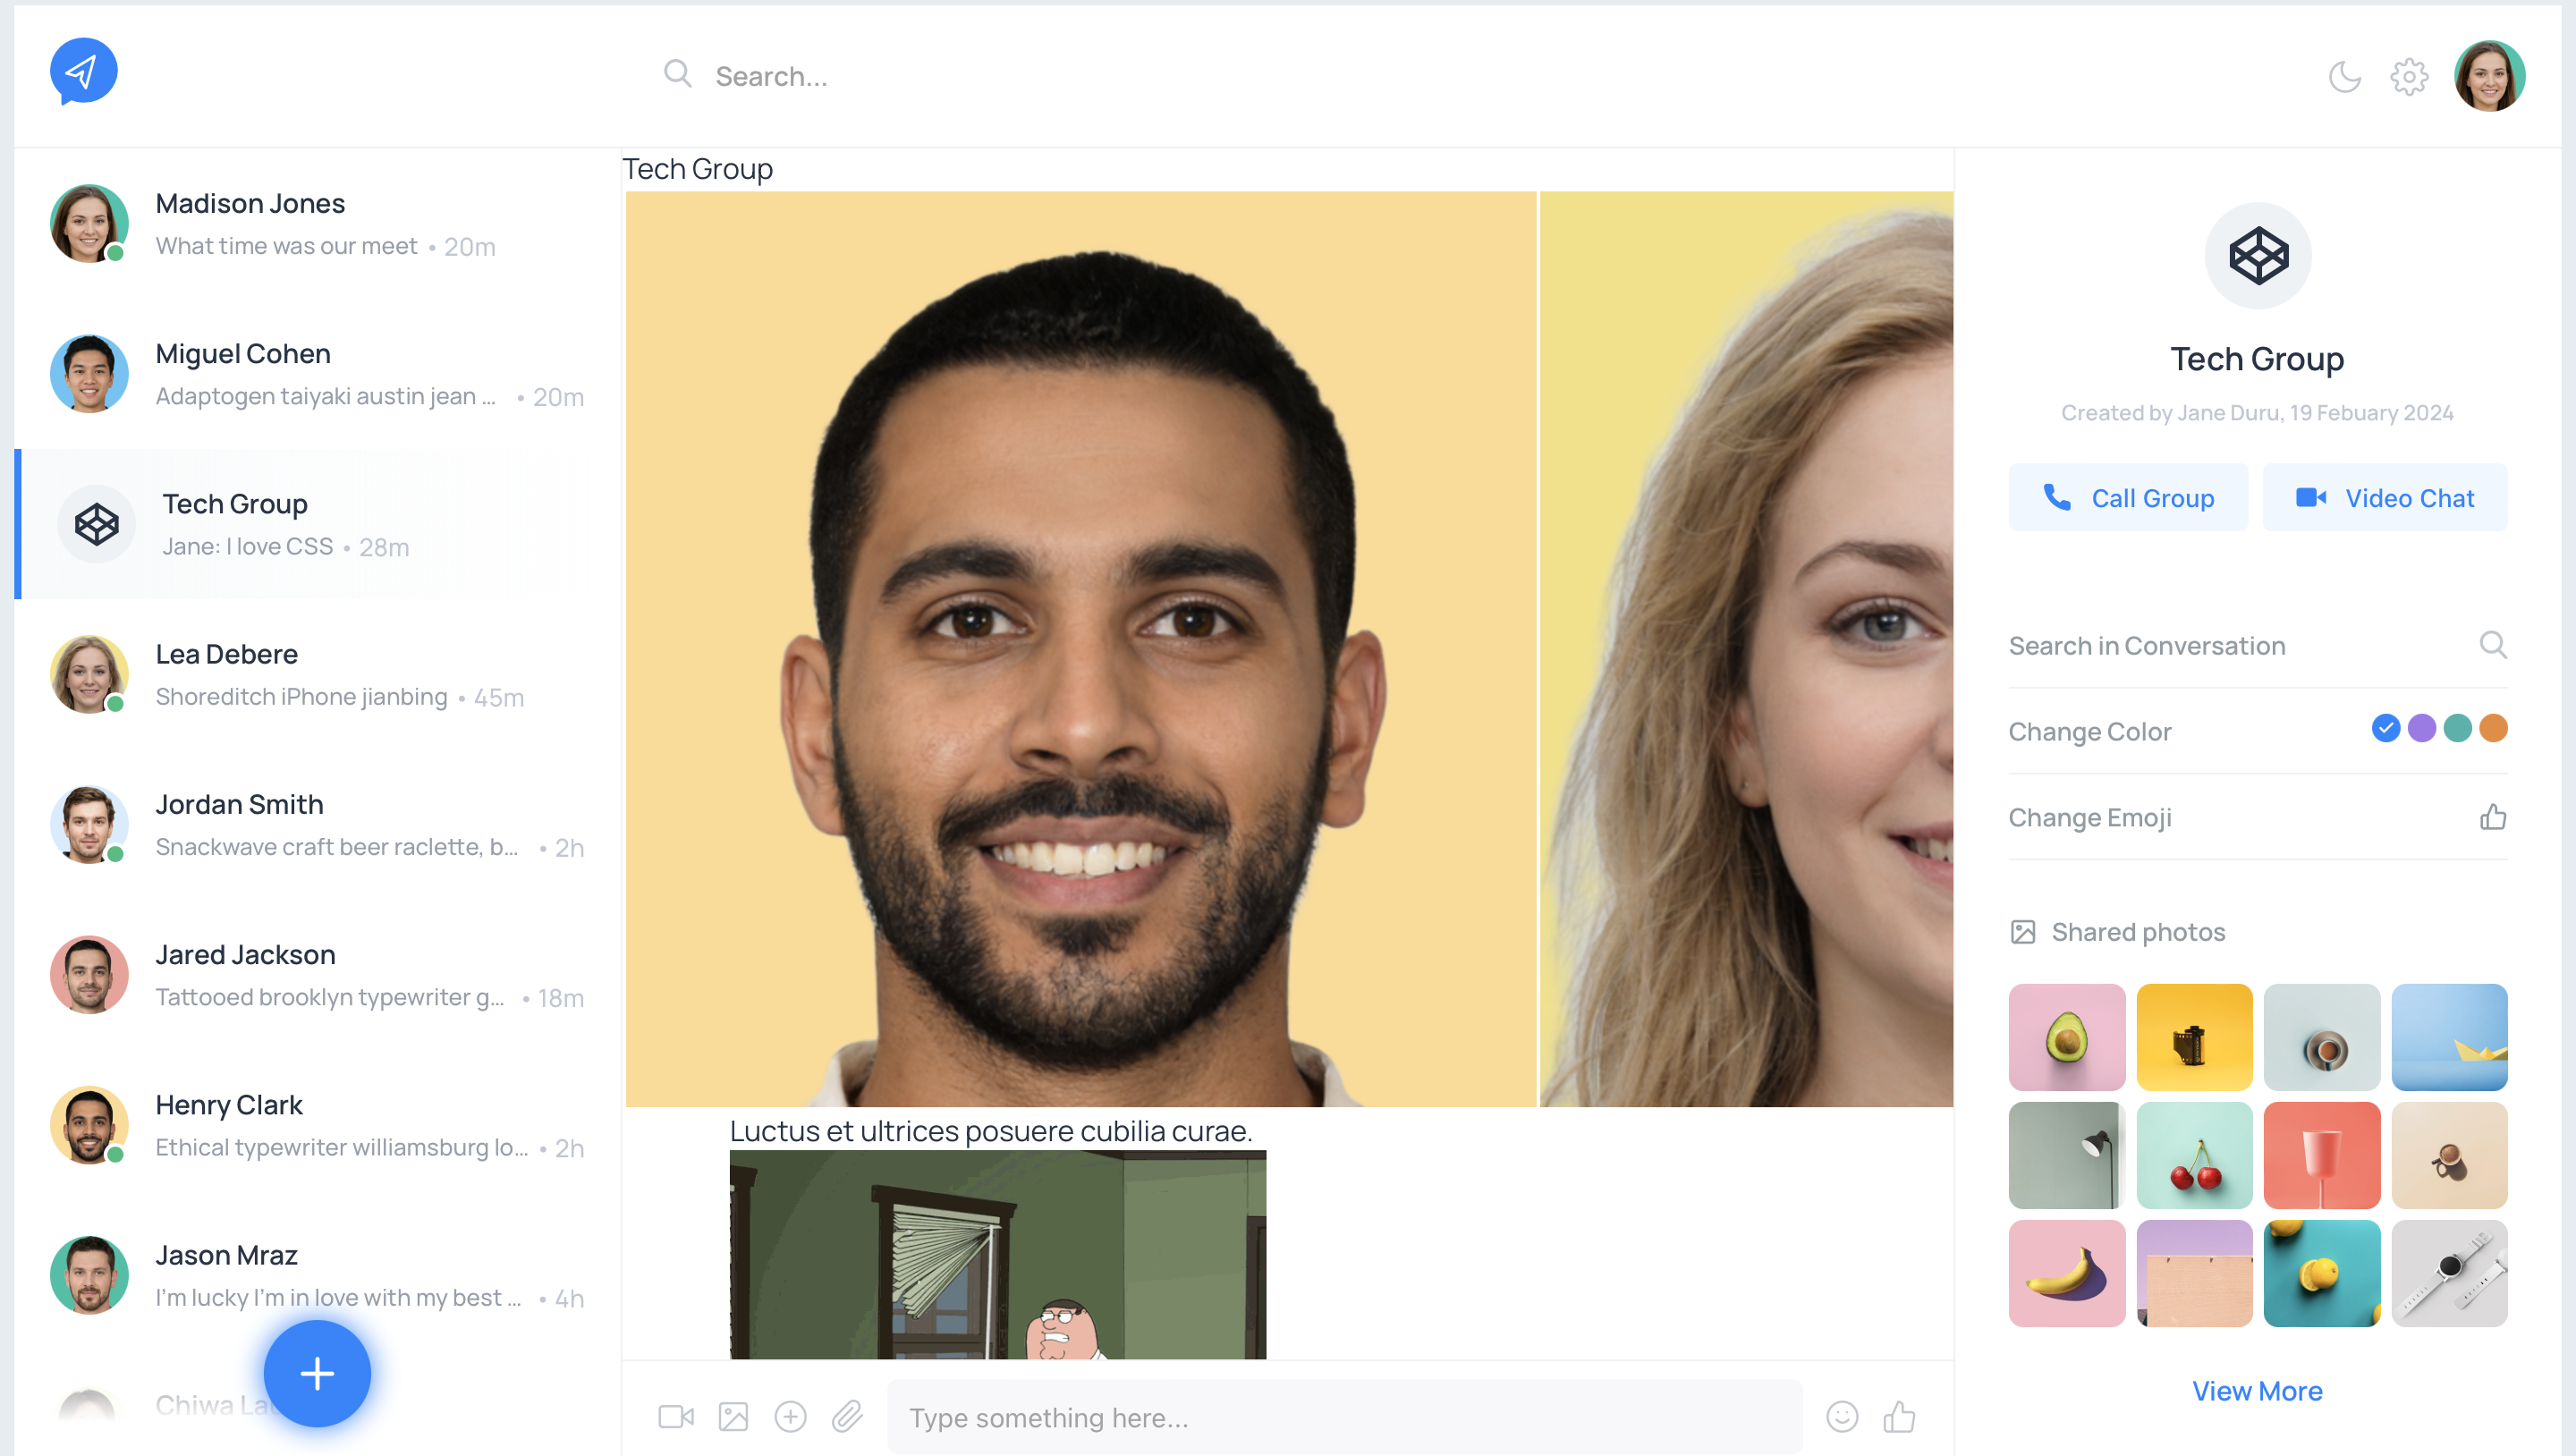 Search...
Madison Jones
What time was our meet • 20m
Miguel Cohen
Adaptogen taiyaki austin jean ... • 20m
Tech Group
Jane: I love CSS • 28m
Lea Debere
Shoreditch iPhone jianbing • 45m
Jordan Smith
Snackwave craft beer raclette, b... • 2h
Jared Jackson
Tattooed brooklyn typewriter g... • 18m
Henry Clark
Ethical typewriter williamsburg lo... • 2h
Jason Mraz
I'm lucky I'm in love with my best ... • 4h
Chiwa
Tech Group
Luctus et ultrices posuere cubilia curae.
Type something here...
Tech Group
Created by Jane Duru, 19 Febuary 2024
Call Group
Video Chat
Search in Conversation
Change Color
Change Emoji
Shared photos
View More